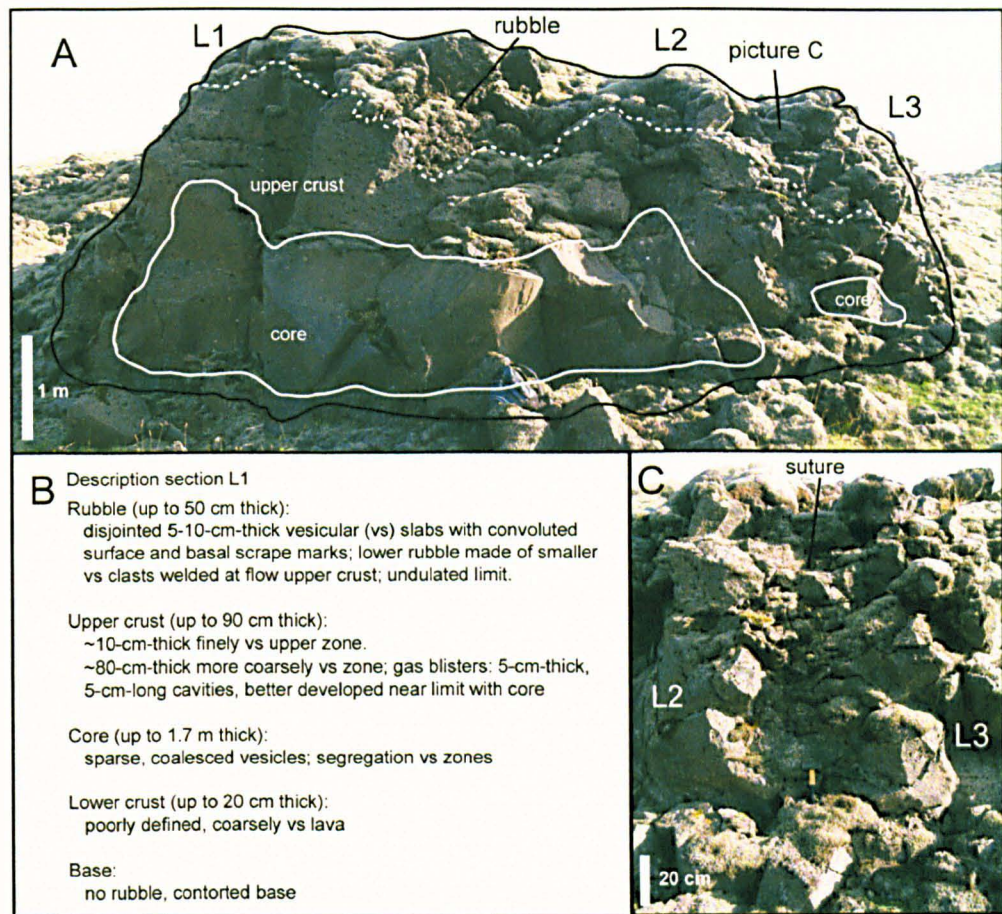 A
L1
rubble
L2
picture C
L3
upper crust
core
core
1 m
B
Description section L1
Rubble (up to 50 cm thick):
disjointed 5-10-cm-thick vesicular (vs) slabs with convoluted
surface and basal scrape marks; lower rubble made of smaller
vs clasts welded at flow upper crust; undulated limit.
Upper crust (up to 90 cm thick):
~10-cm-thick finely vs upper zone.
~80-cm-thick more coarsely vs zone; gas blisters: 5-cm-thick,
5-cm-long cavities, better developed near limit with core
Core (up to 1.7 m thick):
sparse, coalesced vesicles; segregation vs zones
Lower crust (up to 20 cm thick):
poorly defined, coarsely vs lava
Base:
no rubble, contorted base
C
suture
L2
L3
20 cm